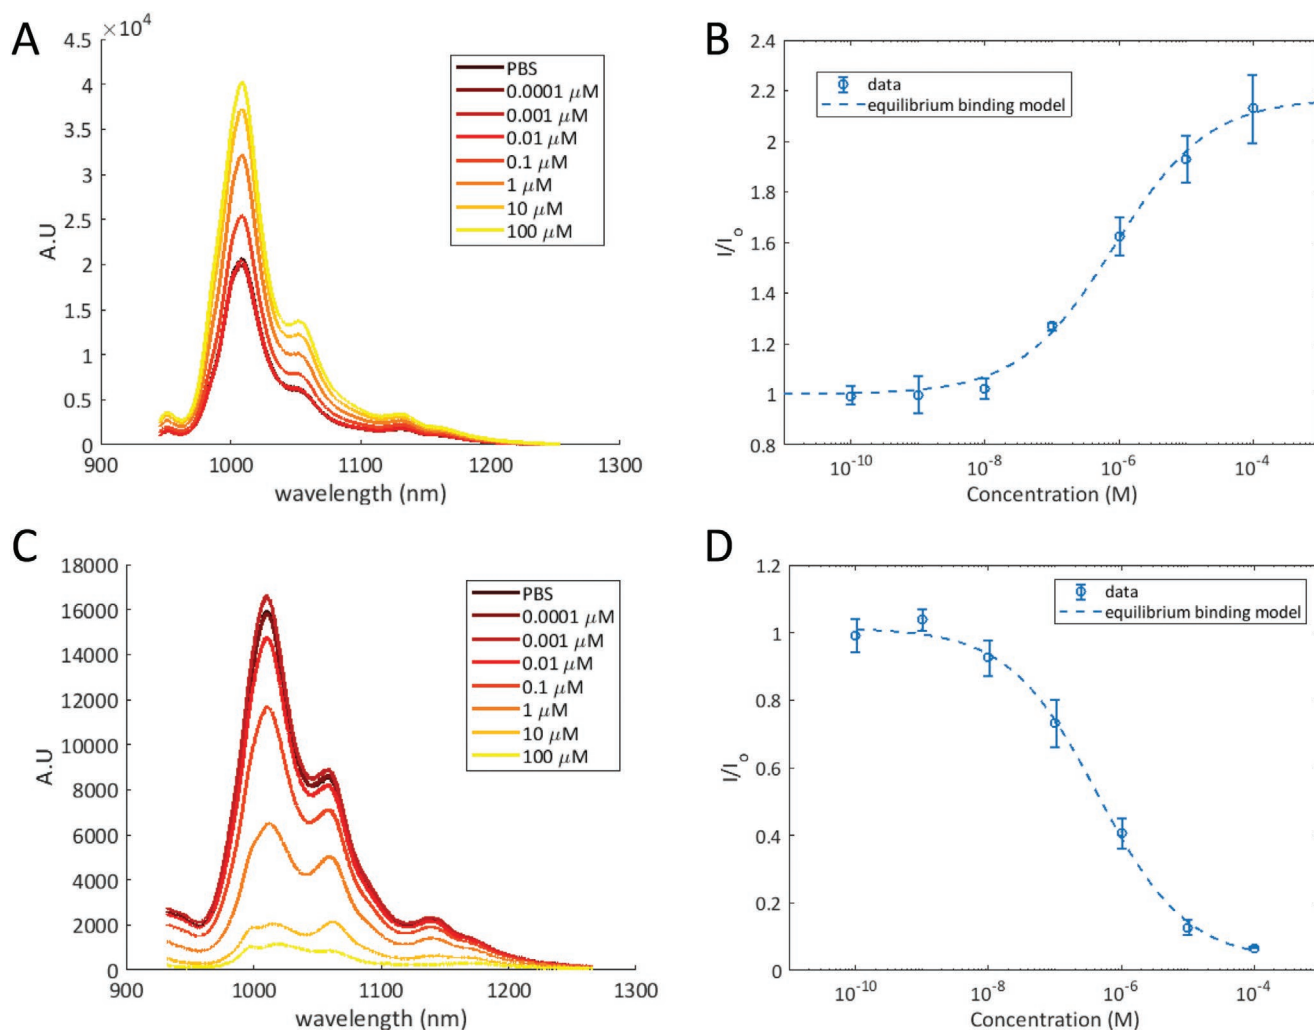 A
×10⁴
4.5
4
3.5
3
2.5
2
1.5
1
0.5
0
A.U
900 1000 1100 1200 1300
wavelength (nm)
PBS
0.0001 μM
0.001 μM
0.01 μM
0.1 μM
1 μM
10 μM
100 μM
B
2.4
2.2
2
1.8
1.6
1.4
1.2
1
0.8
I/Iₒ
data
equilibrium binding model
10⁻¹⁰ 10⁻⁸ 10⁻⁶ 10⁻⁴
Concentration (M)
C
18000
16000
14000
12000
10000
8000
6000
4000
2000
0
A.U
900 1000 1100 1200 1300
wavelength (nm)
PBS
0.0001 μM
0.001 μM
0.01 μM
0.1 μM
1 μM
10 μM
100 μM
D
1.2
1
0.8
0.6
0.4
0.2
0
I/Iₒ
data
equilibrium binding model
10⁻¹⁰ 10⁻⁸ 10⁻⁶ 10⁻⁴
Concentration (M)